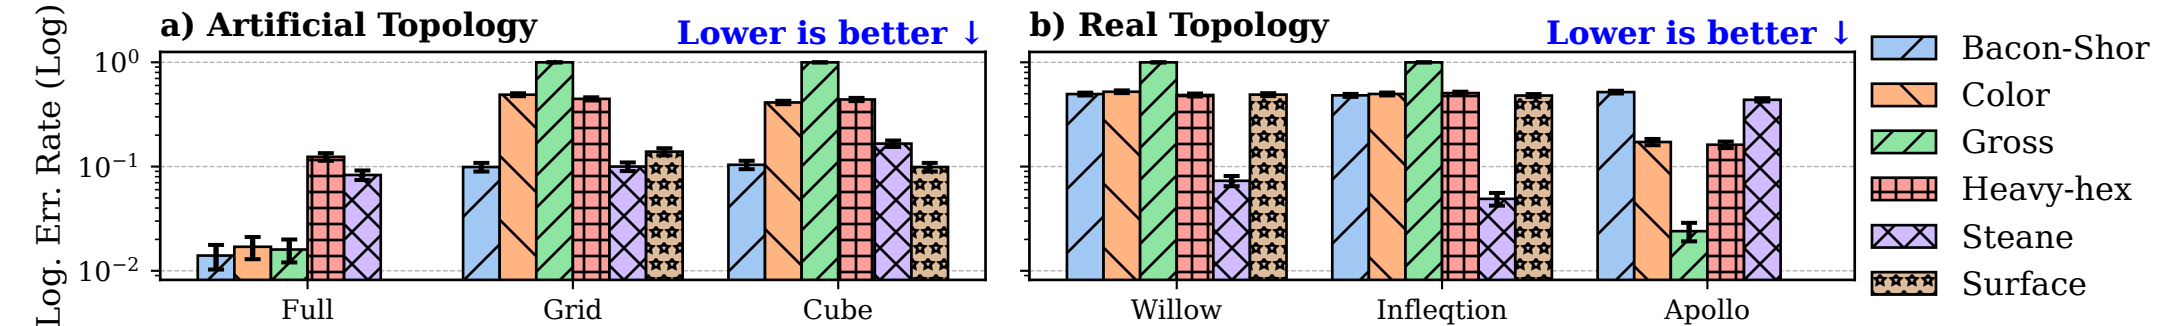 a) Artificial Topology
Lower is better ↓
b) Real Topology
Lower is better ↓
Log. Err. Rate (Log)
10⁰
10⁻¹
10⁻²
Full
Grid
Cube
Willow
Infleqtion
Apollo
Bacon-Shor
Color
Gross
Heavy-hex
Steane
Surface